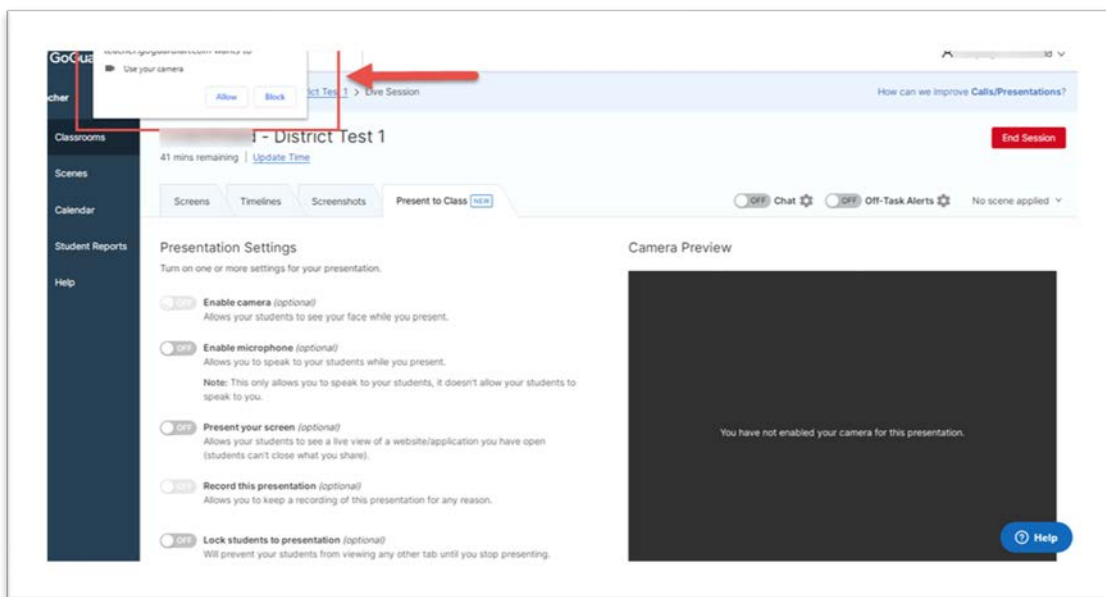 GoGua
wants to
Use your camera
Allow Block
cher
District Test 1 > Live Session
How can we improve Calls/Presentations?
Classrooms
- District Test 1
End Session
41 mins remaining | Update Time
Scenes
Screens Timelines Screenshots Present to Class NEW
OFF Chat OFF Off-Task Alerts No scene applied
Calendar
Student Reports
Help
Presentation Settings
Turn on one or more settings for your presentation.
OFF Enable camera (optional)
Allows your students to see your face while you present.
OFF Enable microphone (optional)
Allows you to speak to your students while you present.
Note: This only allows you to speak to your students, it doesn't allow your students to
speak to you.
OFF Present your screen (optional)
Allows your students to see a live view of a website/application you have open
(students can't close what you share).
OFF Record this presentation (optional)
Allows you to keep a recording of this presentation for any reason.
OFF Lock students to presentation (optional)
Will prevent your students from viewing any other tab until you stop presenting.
Camera Preview
You have not enabled your camera for this presentation.
Help